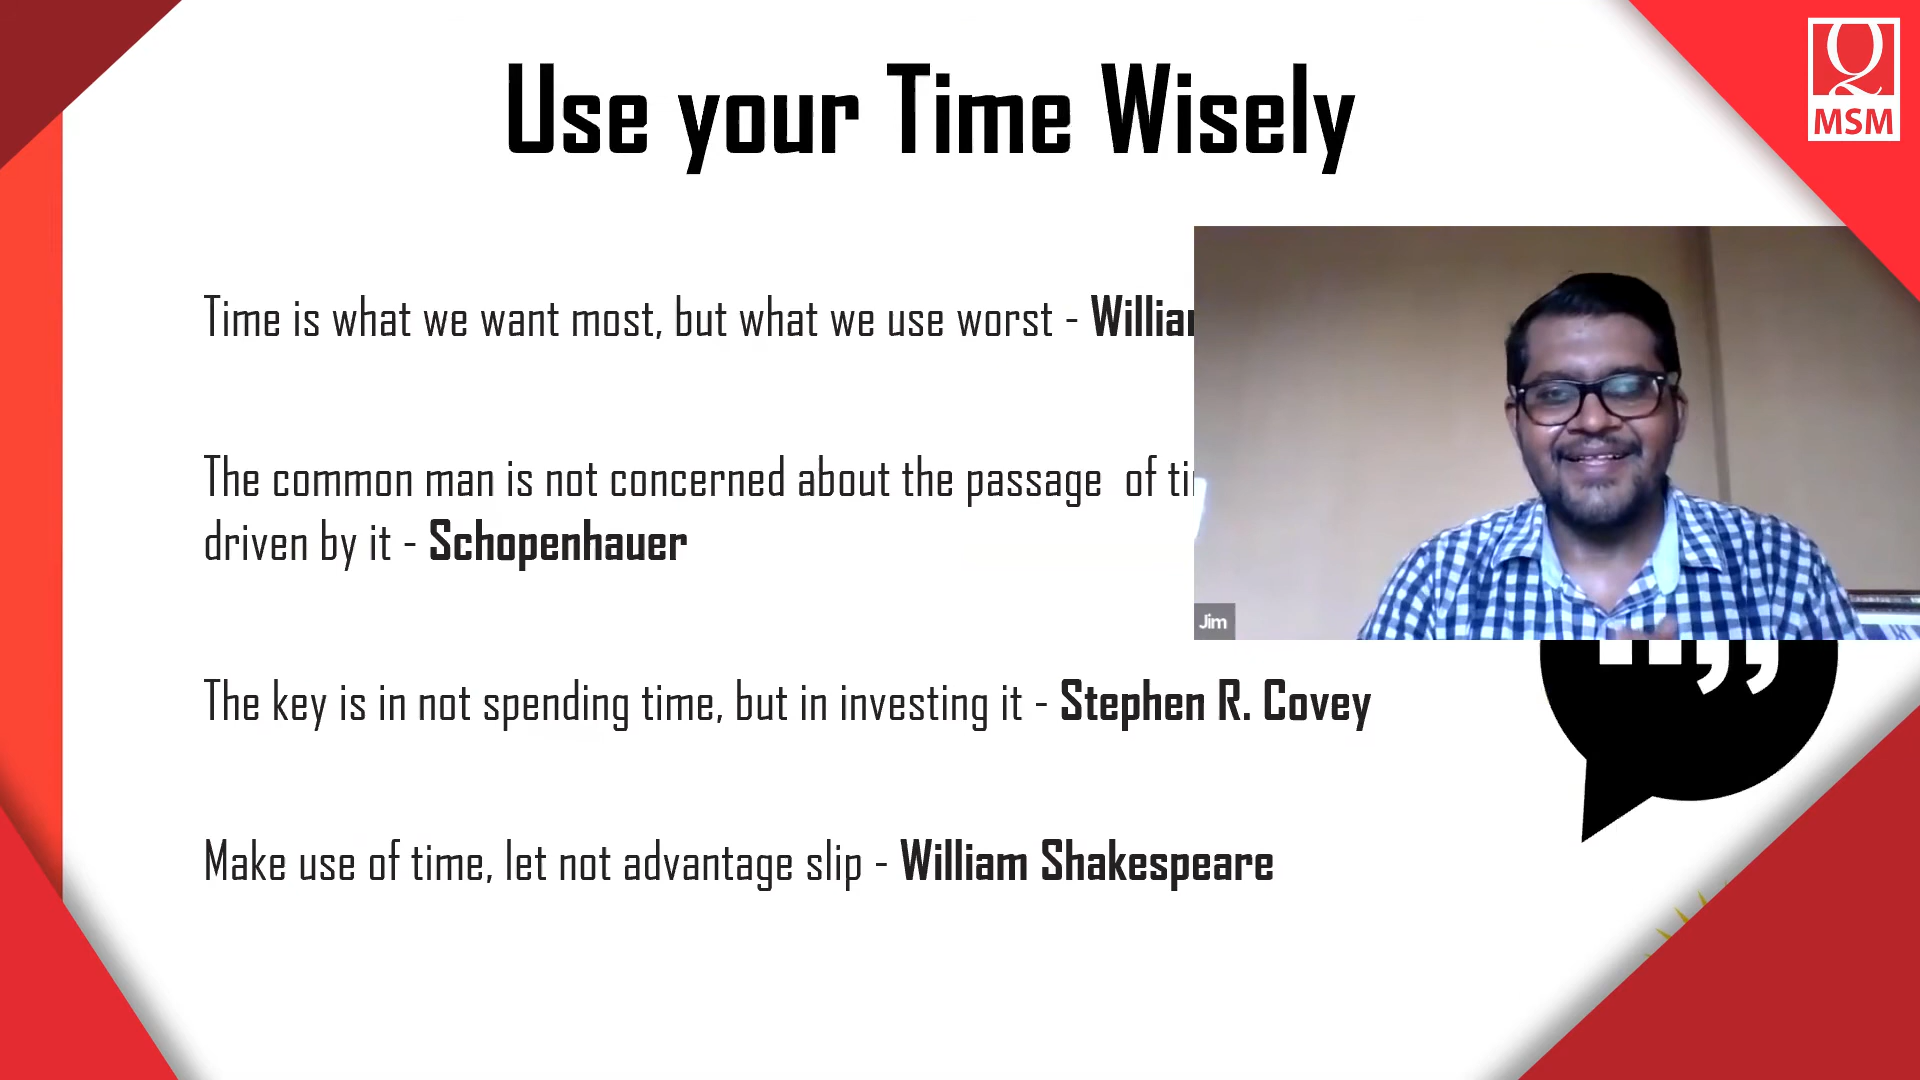 Use your Time Wisely
Q
MSM
Time is what we want most, but what we use worst -
The common man is not concerned about the passage of
driven by it - Schopenhauer
Jim
The key is in not spending time, but in investing it - Stephen R. Covey
Make use of time, let not advantage slip - William Shakespeare